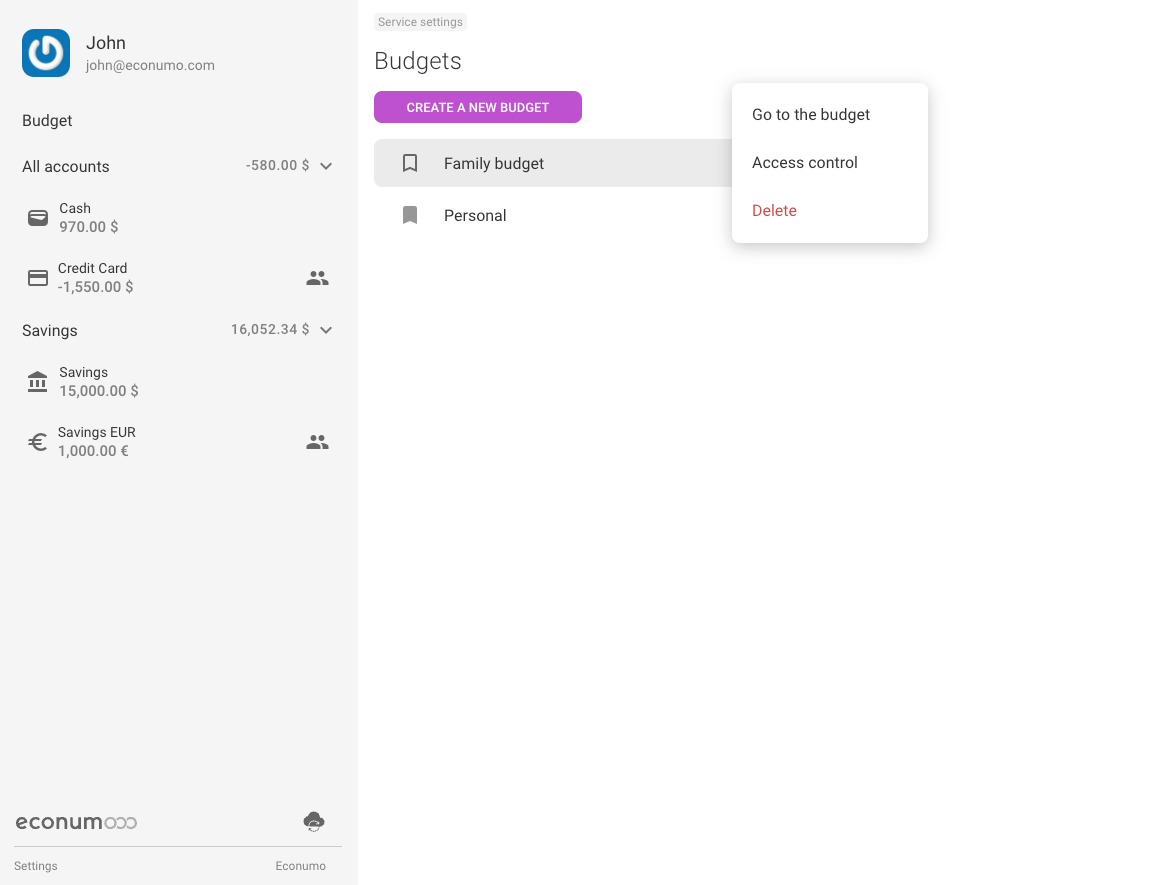 John
john@econumo.com
Budget
All accounts -580.00 $
Cash
970.00 $
Credit Card
-1,550.00 $
Savings 16,052.34 $
Savings
15,000.00 $
Savings EUR
1,000.00 €
econumo
Settings Econumo
Service settings
Budgets
CREATE A NEW BUDGET
Family budget
Personal
Go to the budget
Access control
Delete